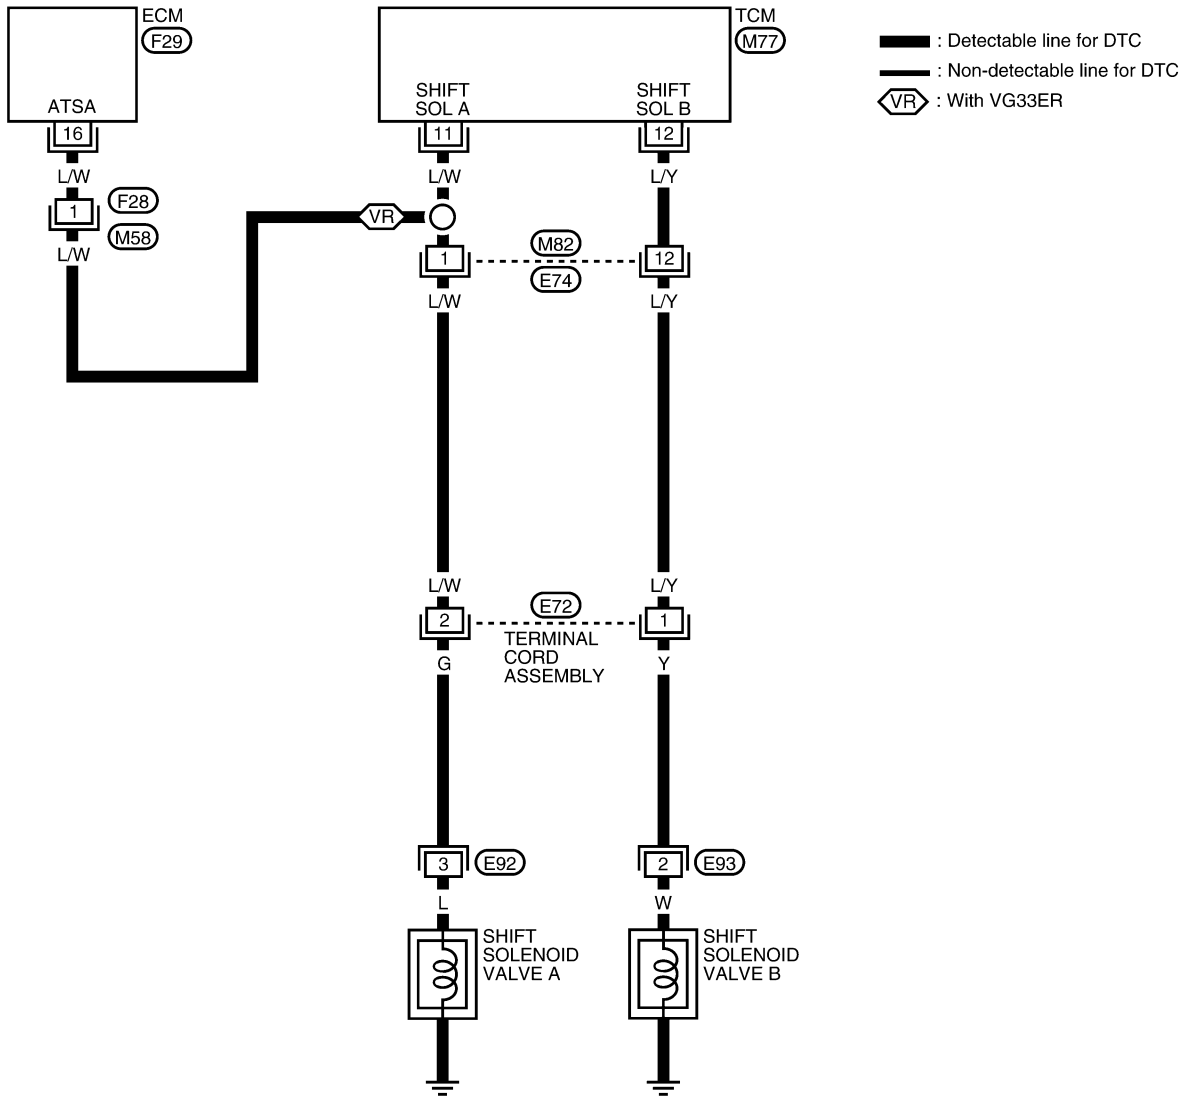 ECM
F29
ATSA
16
L/W
1
F28
M58
L/W
TCM
M77
SHIFT
SOL A
SHIFT
SOL B
11
12
L/W
L/Y
VR
1
M82
E74
12
L/W
L/Y
L/W
L/Y
2
E72
1
TERMINAL
CORD
ASSEMBLY
G
Y
3
E92
2
E93
L
W
SHIFT
SOLENOID
VALVE A
SHIFT
SOLENOID
VALVE B
: Detectable line for DTC
: Non-detectable line for DTC
VR : With VG33ER